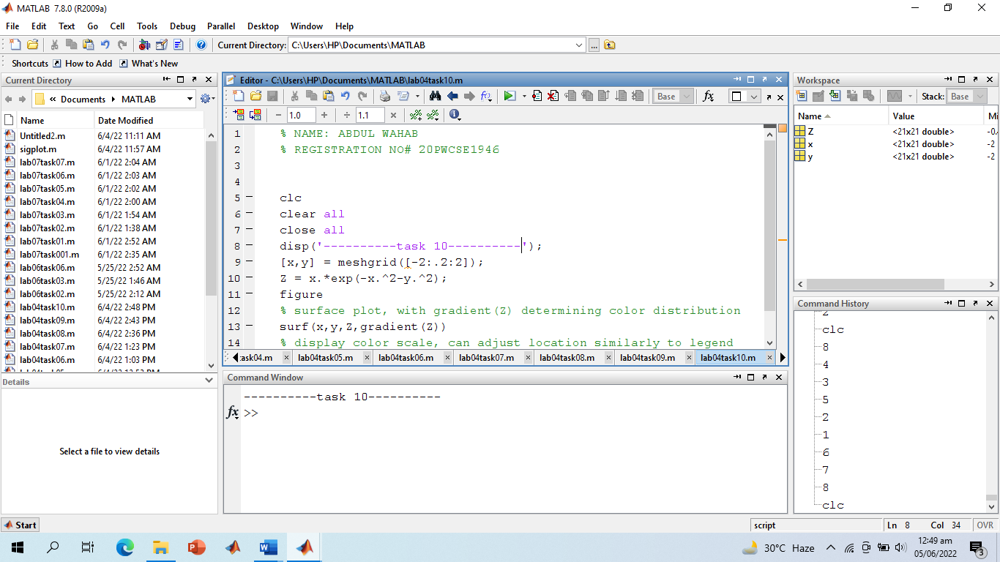 MATLAB 7.8.0 (R2009a)
File Edit Text Go Cell Tools Debug Parallel Desktop Window Help
Current Directory: C:\Users\HP\Documents\MATLAB ...
Shortcuts How to Add What's New
Current Directory
« Documents MATLAB
Name Date Modified
Untitled2.m 6/4/22 11:11 AM
sigplot.m 6/4/22 11:57 AM
lab07task07.m 6/1/22 2:04 AM
lab07task06.m 6/1/22 2:03 AM
lab07task05.m 6/1/22 2:02 AM
lab07task04.m 6/1/22 2:00 AM
lab07task03.m 6/1/22 1:54 AM
lab07task02.m 6/1/22 1:38 AM
lab07task01.m 6/1/22 2:52 AM
lab07task001.m 6/1/22 2:35 AM
lab06task06.m 5/25/22 2:52 AM
lab06task03.m 5/25/22 1:46 AM
lab06task02.m 5/25/22 2:12 AM
lab04task10.m 6/4/22 2:48 PM
lab04task09.m 6/4/22 2:43 PM
lab04task08.m 6/4/22 2:36 PM
lab04task07.m 6/4/22 1:23 PM
lab04task06.m 6/4/22 1:03 PM
Details
Select a file to view details
Editor - C:\Users\HP\Documents\MATLAB\lab04task10.m
Base fx
− 1.0 + ÷ 1.1 ×
1 % NAME: ABDUL WAHAB
2 % REGISTRATION NO# 20PWCSE1946
3
4
5 – clc
6 – clear all
7 – close all
8 – disp('----------task 10----------');
9 – [x,y] = meshgrid([-2:.2:2]);
10 – Z = x.*exp(-x.^2-y.^2);
11 – figure
12 % surface plot, with gradient(Z) determining color distribution
13 – surf(x,y,Z,gradient(Z))
14 % display color scale, can adjust location similarly to legend
:ask04.m lab04task05.m lab04task06.m lab04task07.m lab04task08.m lab04task09.m lab04task10.m
Command Window
----------task 10----------
fx >>
Workspace
Stack: Base
Name Value Mi
Z <21x21 double> -0.
x <21x21 double> -2
y <21x21 double> -2
Command History
2
clc
8
4
3
5
2
1
6
7
8
clc
Start
script Ln 8 Col 34 OVR
30°C Haze
12:49 am
05/06/2022
3